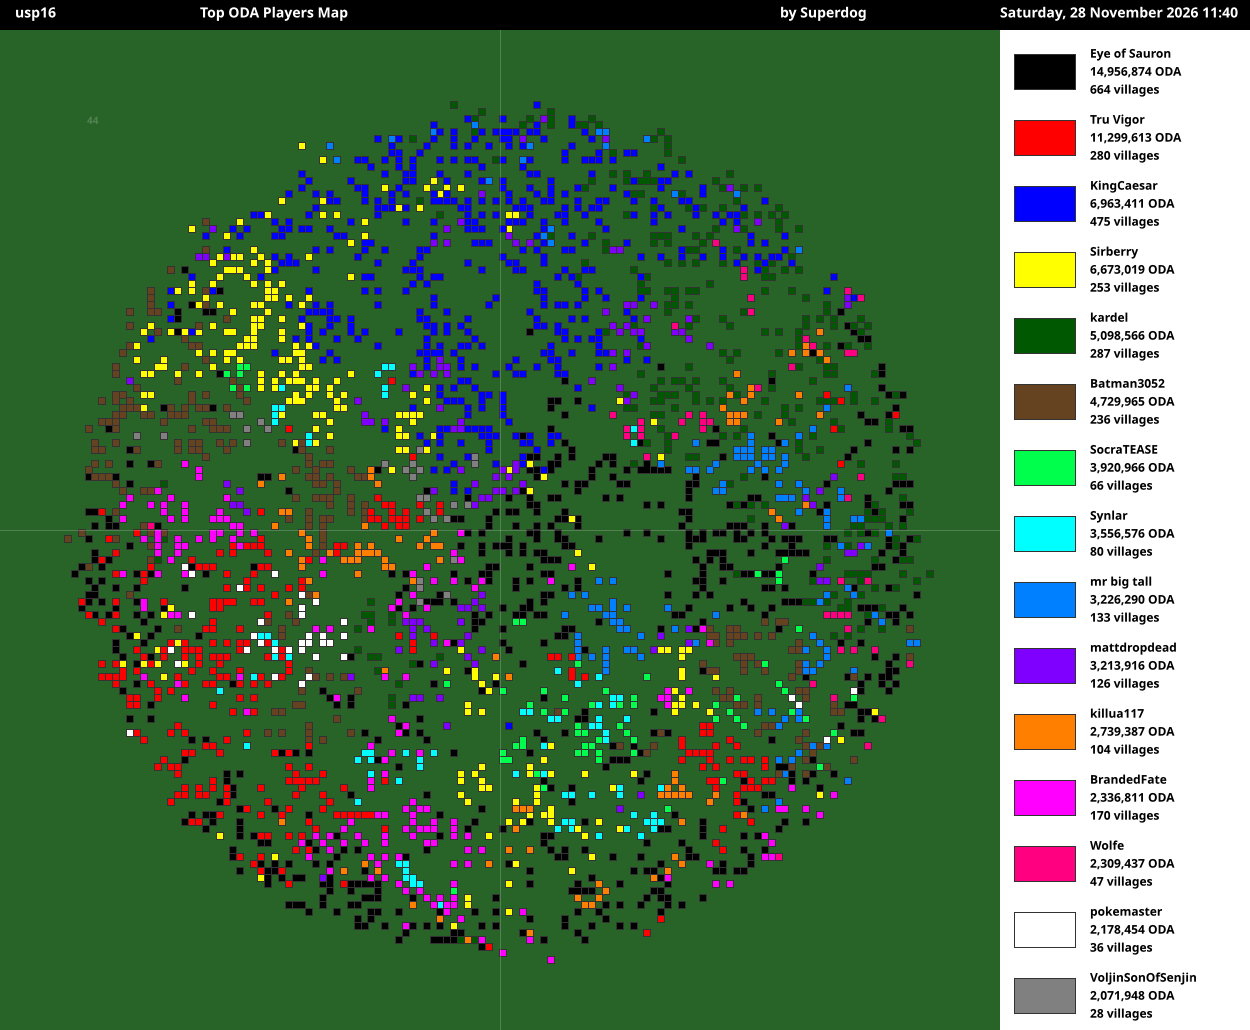 usp16 Top ODA Players Map by Superdog Saturday, 28 November 2026 11:40
44
Eye of Sauron
14,956,874 ODA
664 villages
Tru Vigor
11,299,613 ODA
280 villages
KingCaesar
6,963,411 ODA
475 villages
Sirberry
6,673,019 ODA
253 villages
kardel
5,098,566 ODA
287 villages
Batman3052
4,729,965 ODA
236 villages
SocraTEASE
3,920,966 ODA
66 villages
Synlar
3,556,576 ODA
80 villages
mr big tall
3,226,290 ODA
133 villages
mattdropdead
3,213,916 ODA
126 villages
killua117
2,739,387 ODA
104 villages
BrandedFate
2,336,811 ODA
170 villages
Wolfe
2,309,437 ODA
47 villages
pokemaster
2,178,454 ODA
36 villages
VoljinSonOfSenjin
2,071,948 ODA
28 villages